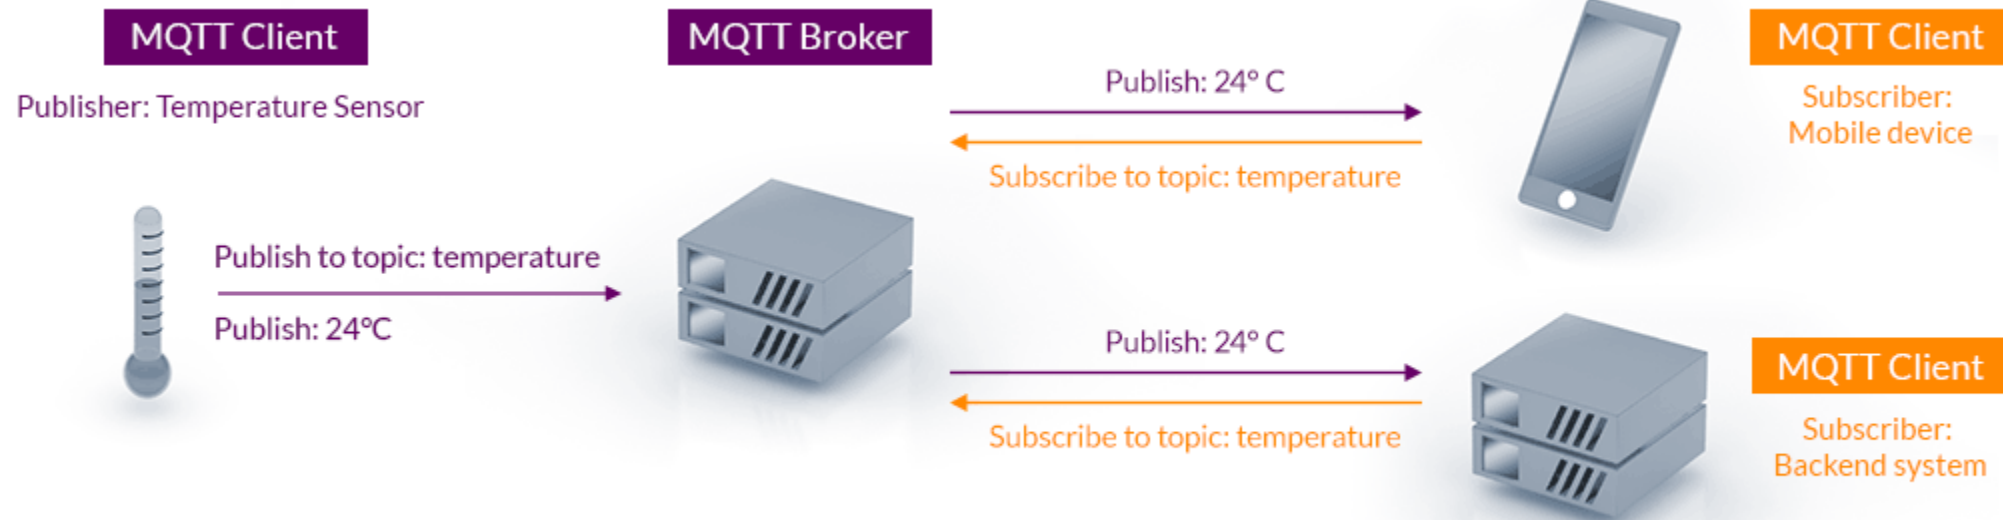 MQTT Client
Publisher: Temperature Sensor
Publish to topic: temperature
Publish: 24°C
MQTT Broker
Publish: 24° C
Subscribe to topic: temperature
MQTT Client
Subscriber:
Mobile device
Publish: 24° C
Subscribe to topic: temperature
MQTT Client
Subscriber:
Backend system